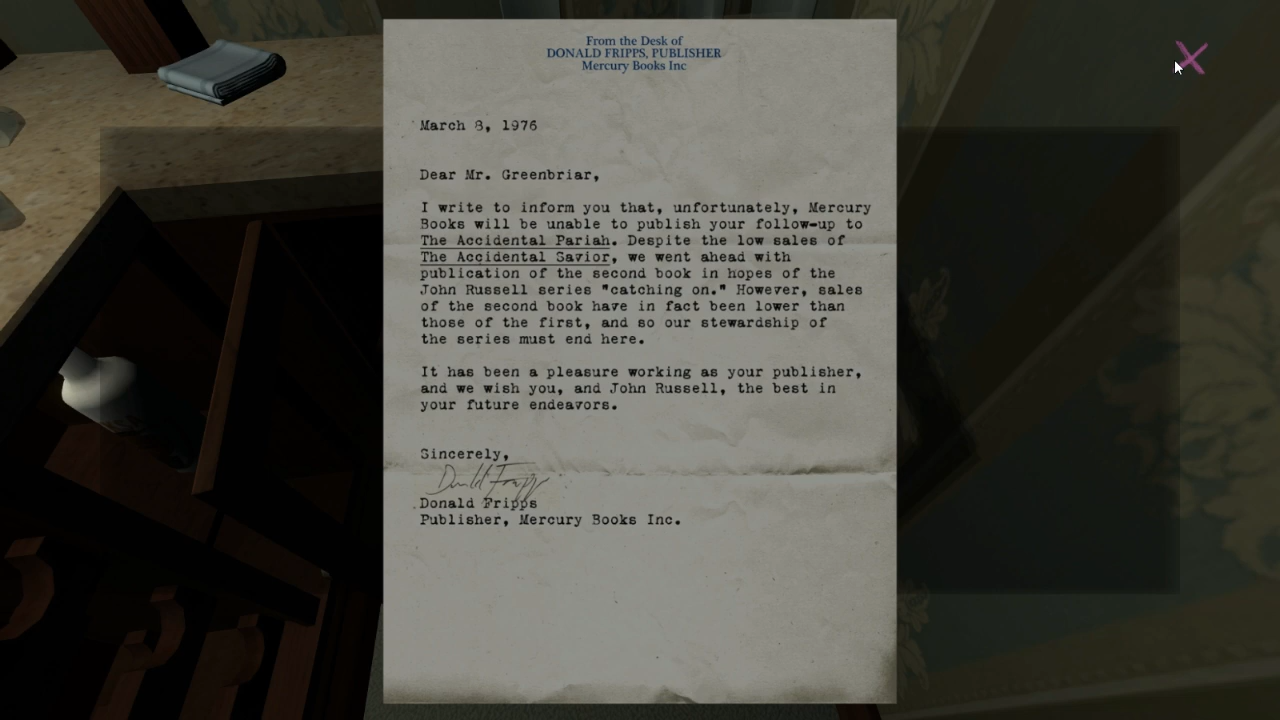 From the Desk of
DONALD FRIPPS, PUBLISHER
Mercury Books Inc
March 8, 1976
Dear Mr. Greenbriar,
I write to inform you that, unfortunately, Mercury
Books will be unable to publish your follow-up to
The Accidental Pariah. Despite the low sales of
The Accidental Savior, we went ahead with
publication of the second book in hopes of the
John Russell series "catching on." However, sales
of the second book have in fact been lower than
those of the first, and so our stewardship of
the series must end here.
It has been a pleasure working as your publisher,
and we wish you, and John Russell, the best in
your future endeavors.
Sincerely,
Donald Fripps
Donald Fripps
Publisher, Mercury Books Inc.